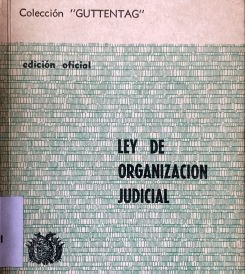 Colección "GUTTENTAG"
edición oficial
LEY DE
ORGANIZACION
JUDICIAL